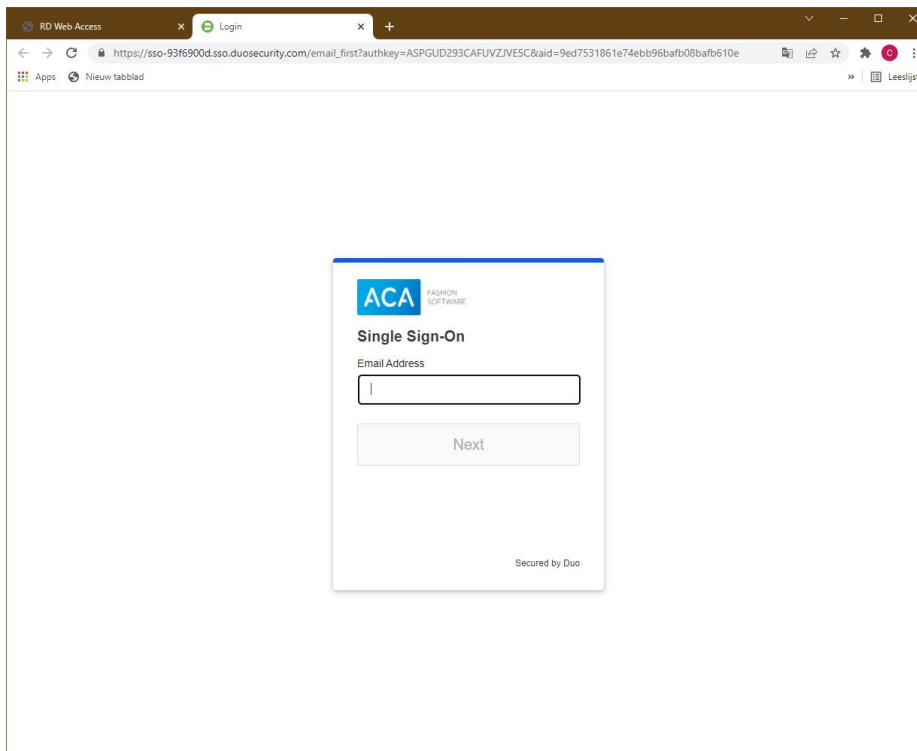 RD Web Access
Login
https://sso-93f6900d.sso.duosecurity.com/email_first?authkey=ASPGUD293CAFUVZJVE5C&aid=9ed7531861e74ebb96bafb08bafb610e
C
Apps
Nieuw tabblad
»
Leeslijst
ACA
FASHION
SOFTWARE
Single Sign-On
Email Address
Next
Secured by Duo